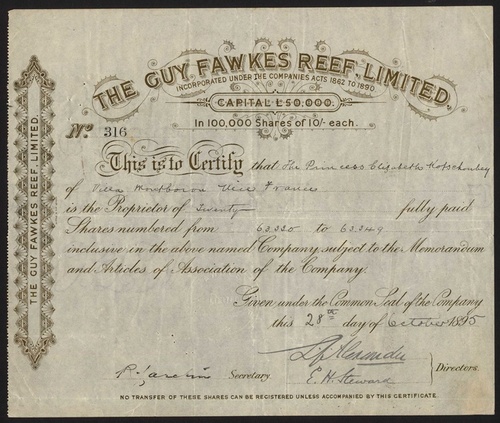 THE GUY FAWKES REEF, LIMITED.
INCORPORATED UNDER THE COMPANIES ACTS 1862 TO 1890.
CAPITAL £50,000.
In 100,000 Shares of 10/- each.
No. 316
This is to Certify that The Princess Elizabeth
of Villa Montboron Nice France
is the Proprietor of Twenty fully paid
Shares numbered from 63330 to 63349
inclusive in the above named Company, subject to the Memorandum
and Articles of Association of the Company.
Given under the Common Seal of the Company
this 28th day of October 1895
Directors.
Secretary. E. H. Steward
NO TRANSFER OF THESE SHARES CAN BE REGISTERED UNLESS ACCOMPANIED BY THIS CERTIFICATE.
THE GUY FAWKES REEF, LIMITED.